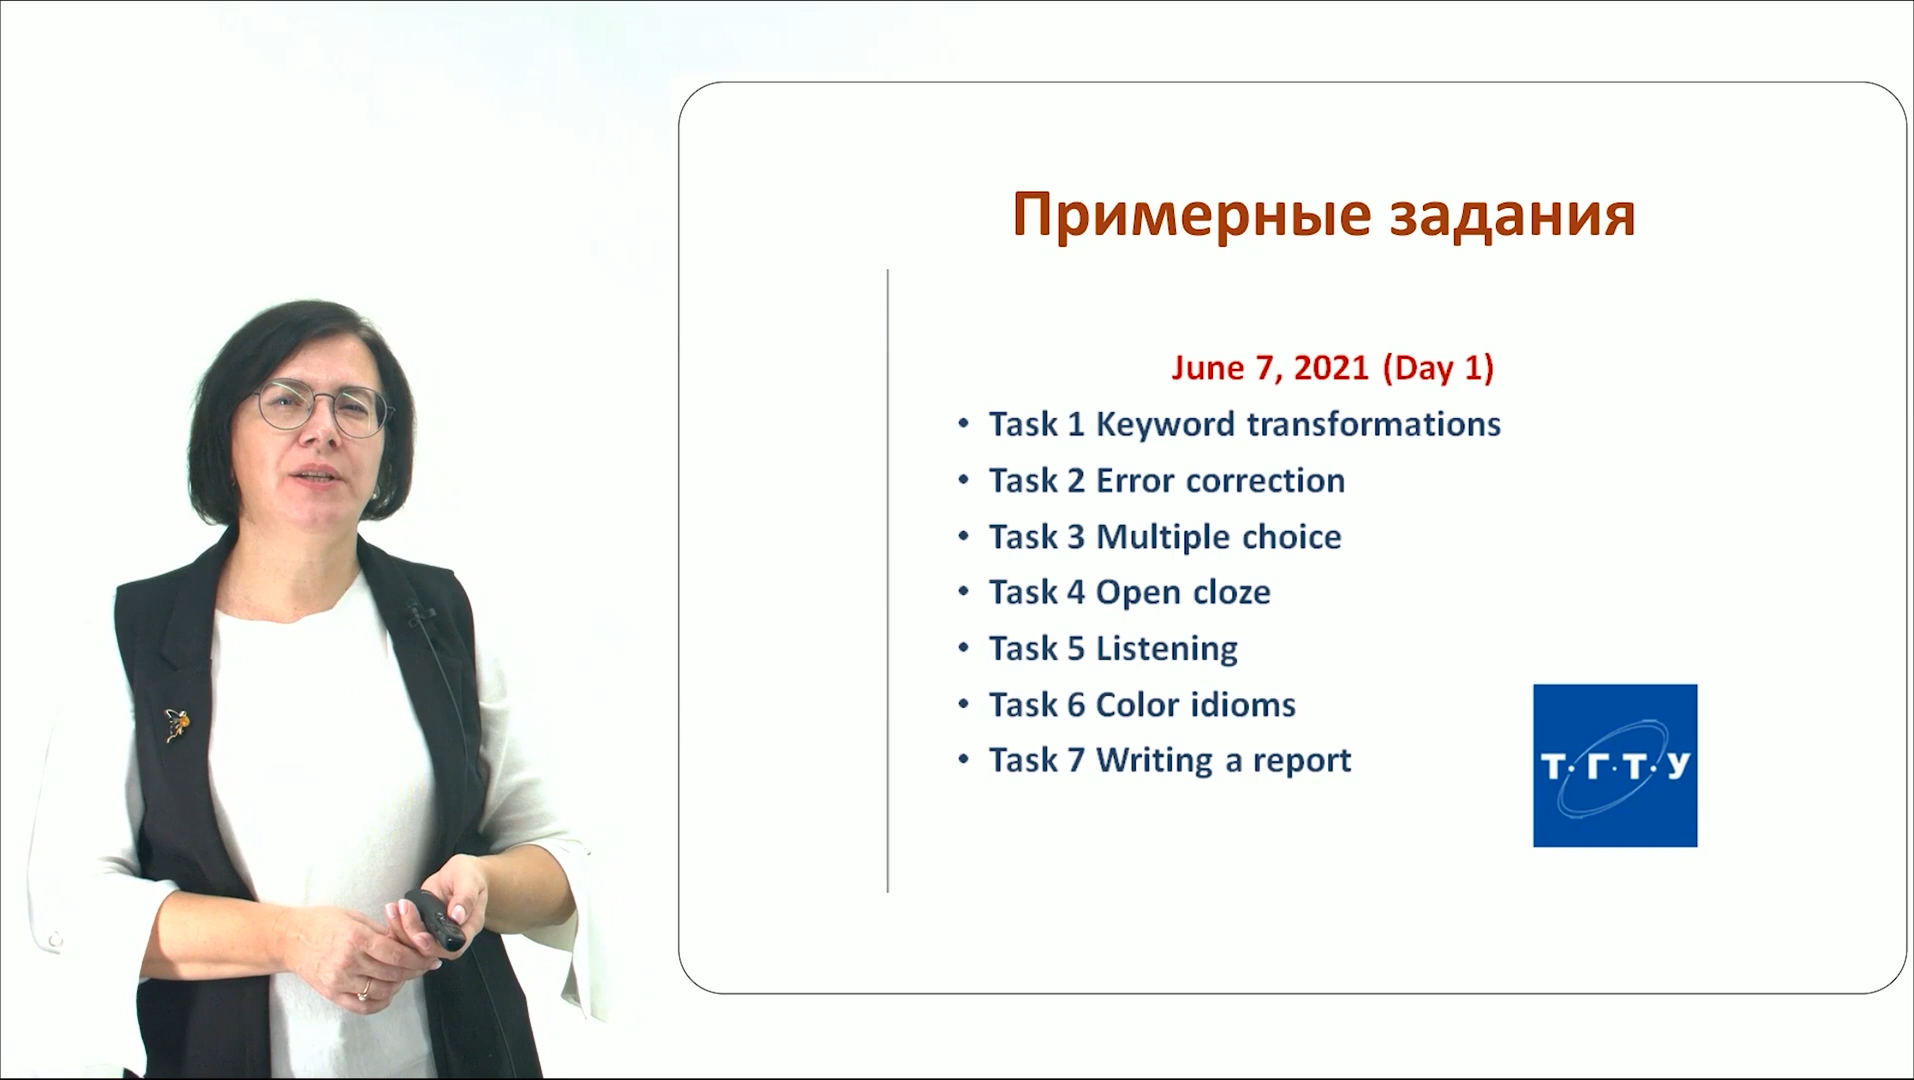 Примерные задания
June 7, 2021 (Day 1)
• Task 1 Keyword transformations
• Task 2 Error correction
• Task 3 Multiple choice
• Task 4 Open cloze
• Task 5 Listening
• Task 6 Color idioms
• Task 7 Writing a report
Т·Г·Т·У